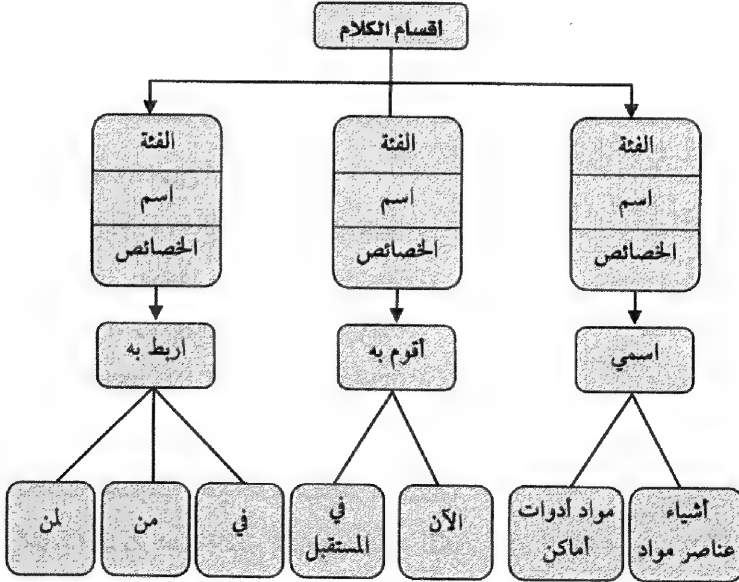 أقسام الكلام
الفئة
اسم
الخصائص
الفئة
اسم
الخصائص
الفئة
اسم
الخصائص
اسمي
أقوم به
اربط به
أشياء
عناصر مواد
مواد أدوات
أماكن
الآن
في
المستقبل
في
من
لمن